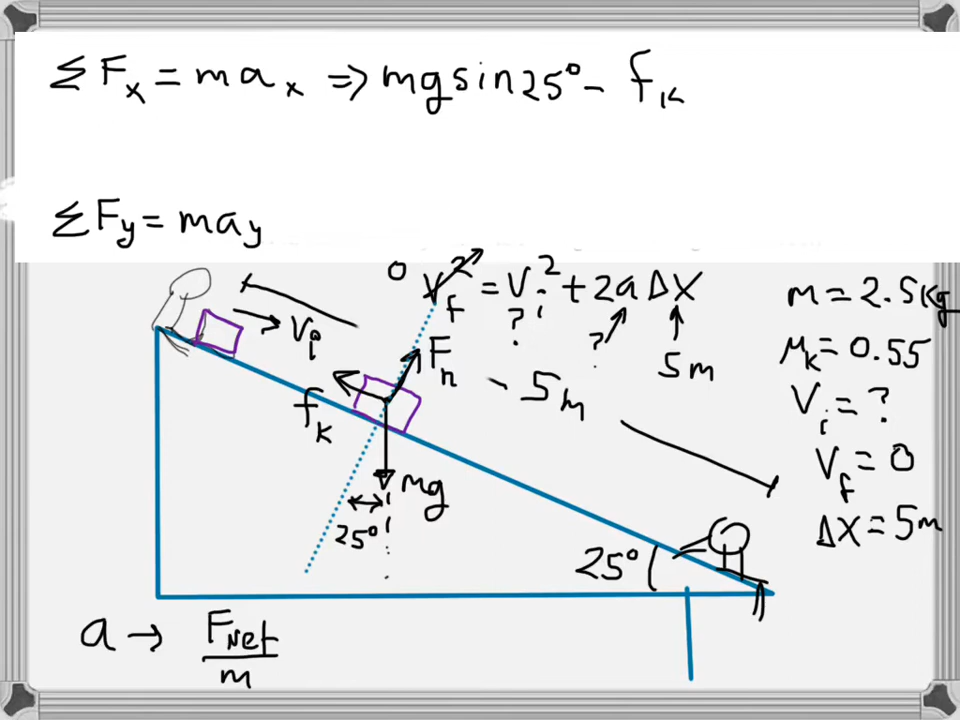 ΣFx = max => mgsin25° - fk
ΣFy = may
0
Vf² = Vi² + 2aΔX
? ? 5m
m = 2.5kg
μk = 0.55
Vi = ?
Vf = 0
ΔX = 5m
Vi
Fn
5m
fk
mg
25°
25°
a → FNet/m